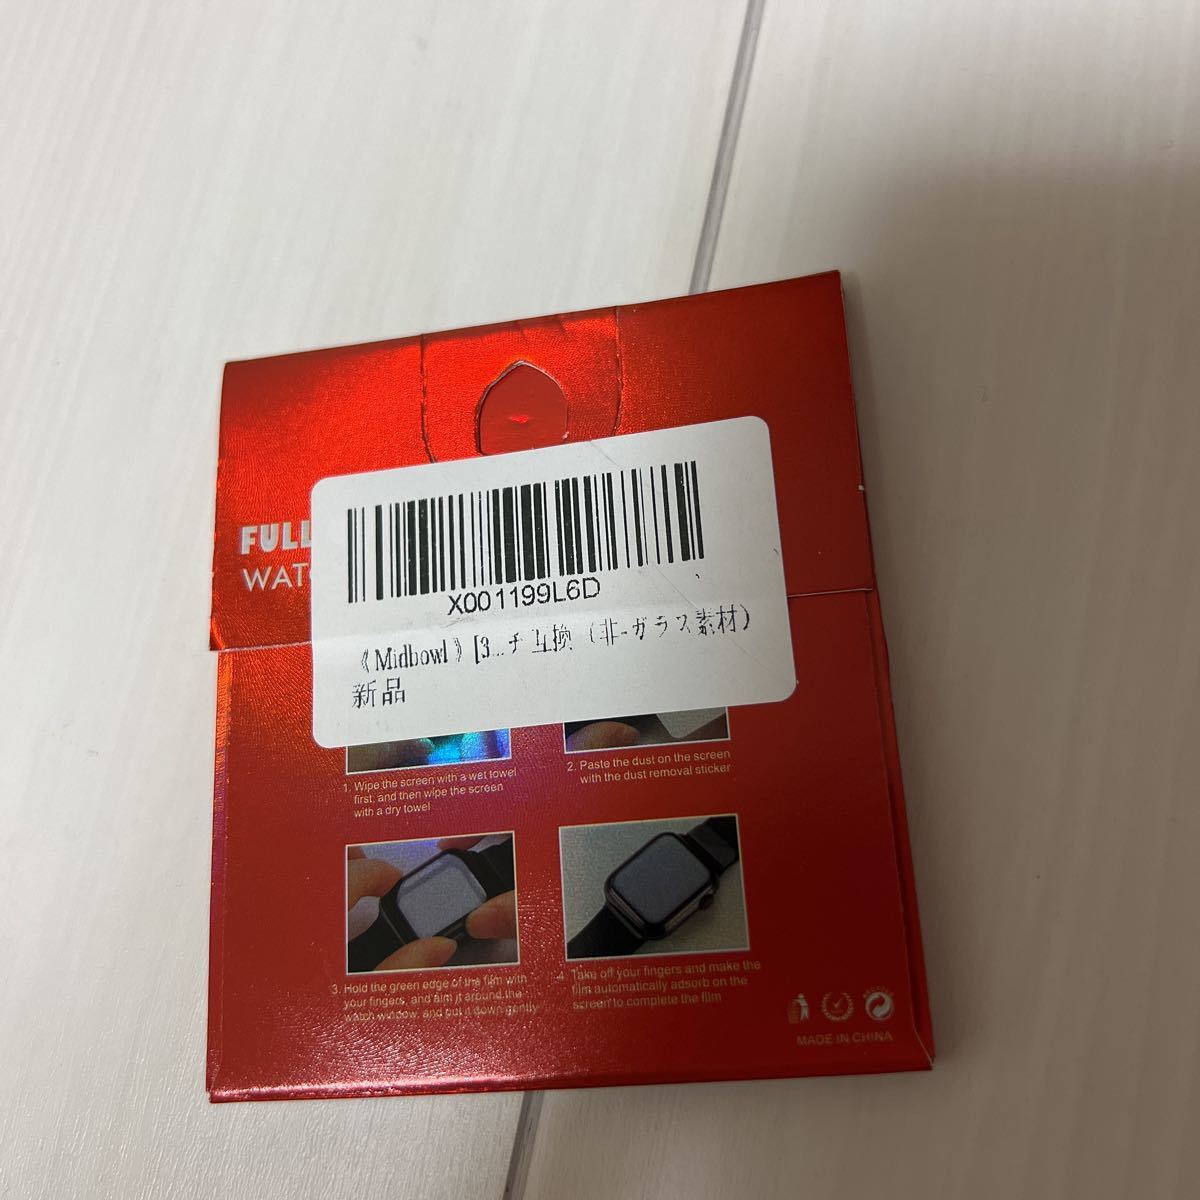 FULL
WAT
X001199L6D
《Midbowl》[3...チ互換（非-ガラス素材）
新品
1. Wipe the screen with a wet towel
first, and then wipe the screen
with a dry towel
2. Paste the dust on the screen
with the dust removal sticker
3. Hold the green edge of the film with
your fingers, and aim it around the
watch window, and put it down gently
4. Take off your fingers and make the
film automatically adsorb on the
screen to complete the film
MADE IN CHINA